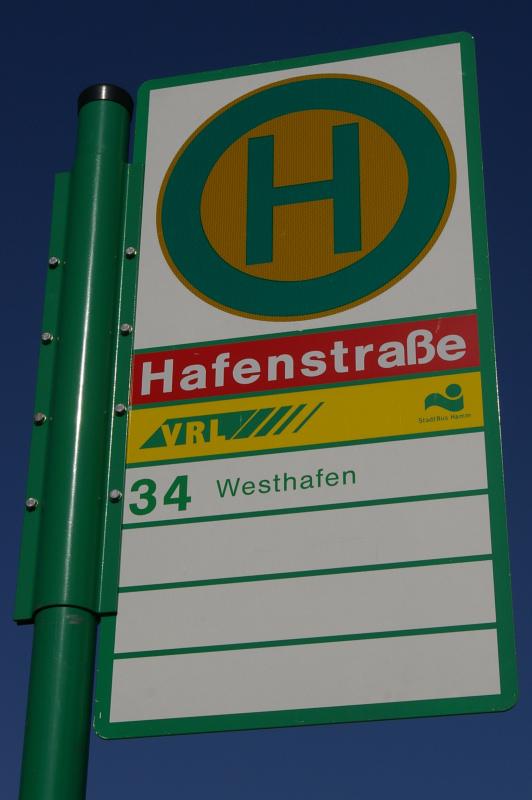 H
Hafenstraße
VRL
StadtBus Hamm
34 Westhafen